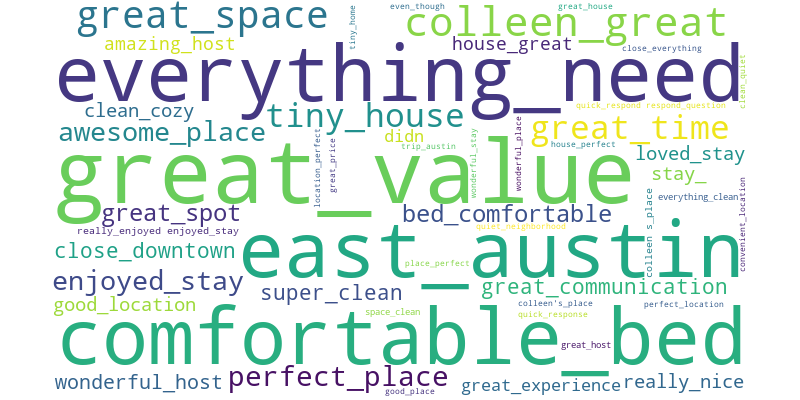 even_though
great_house
great_space
tiny_home
colleen_great
amazing_host
house_great
close_everything
everything_need
clean_quiet
clean_cozy
tiny_house
quick_respond respond_question
awesome_place
didn
great_time
location_perfect
great_price
trip_austin
wonderful_stay
wonderful_place
house_perfect
loved_stay
great_value
stay_
great_spot
bed_comfortable
colleen s_place
everything_clean
convenient_location
really_enjoyed enjoyed_stay
quiet_neighborhood
close_downtown
east_austin
place_perfect
enjoyed_stay
super_clean
great_communication
good_location
space_clean
colleen's_place
perfect_location
quick_response
comfortable_bed
great_host
wonderful_host
perfect_place
good_place
great_experience
really_nice